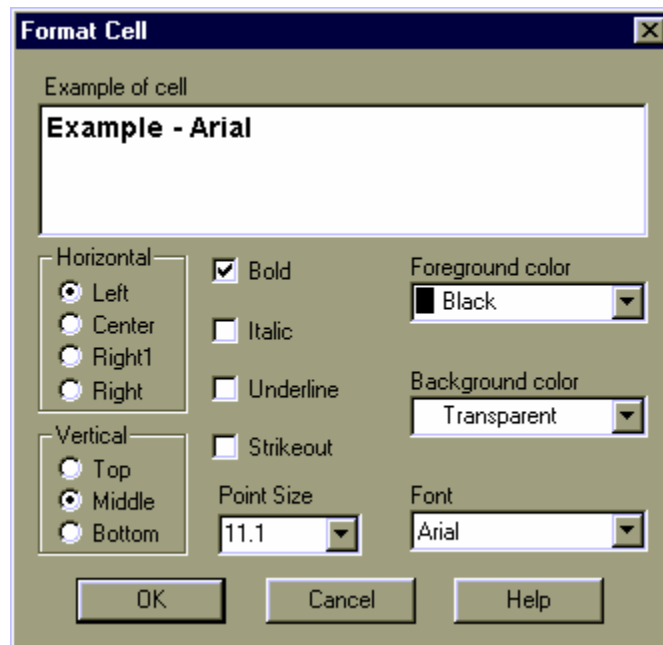 Format Cell
Example of cell
Example - Arial
Horizontal
Left
Center
Right1
Right
Vertical
Top
Middle
Bottom
Bold
Italic
Underline
Strikeout
Point Size
11.1
Foreground color
Black
Background color
Transparent
Font
Arial
OK
Cancel
Help